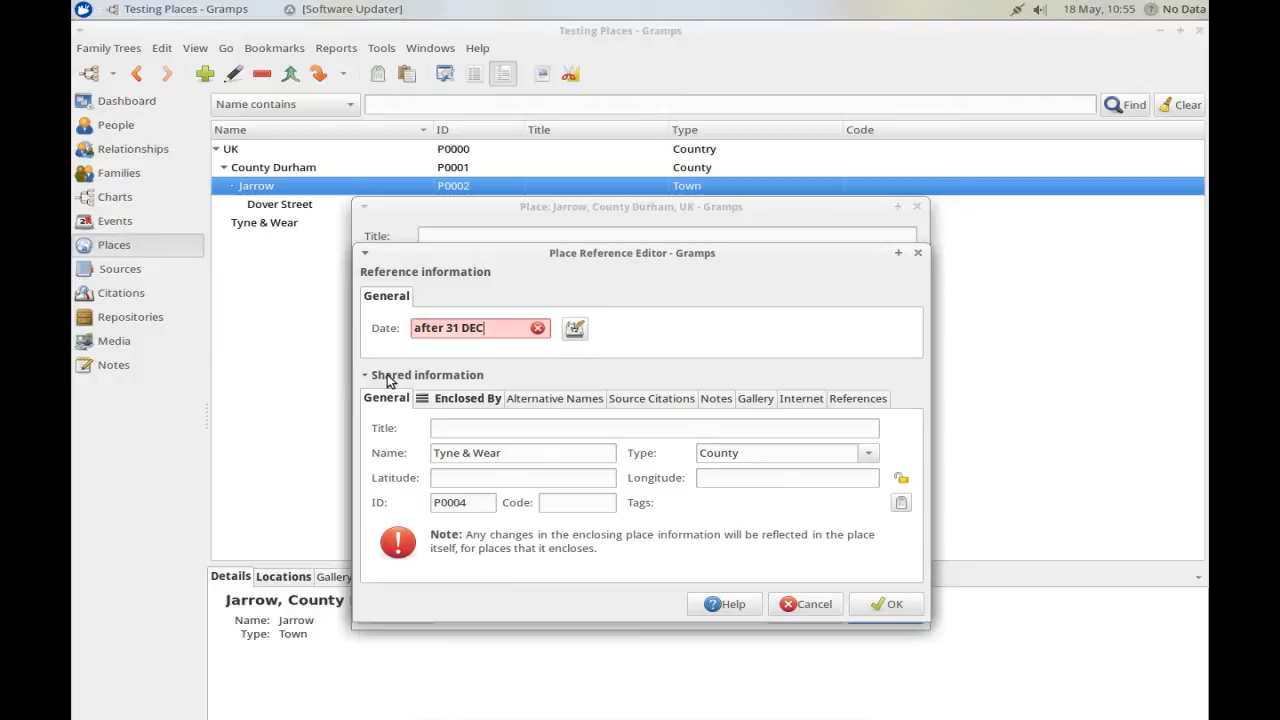 Testing Places - Gramps [Software Updater] 18 May, 10:55 No Data
Testing Places - Gramps
Family Trees Edit View Go Bookmarks Reports Tools Windows Help
Dashboard
People
Relationships
Families
Charts
Events
Places
Sources
Citations
Repositories
Media
Notes
Name contains Find Clear
Name ID Title Type Code
UK P0000 Country
County Durham P0001 County
Jarrow P0002 Town
Dover Street
Tyne & Wear
Place: Jarrow, County Durham, UK - Gramps
Title:
Place Reference Editor - Gramps
Reference information
General
Date: after 31 DEC
Shared information
General Enclosed By Alternative Names Source Citations Notes Gallery Internet References
Title:
Name: Tyne & Wear Type: County
Latitude: Longitude:
ID: P0004 Code: Tags:
Note: Any changes in the enclosing place information will be reflected in the place
itself, for places that it encloses.
Help Cancel OK
Details Locations Gallery
Jarrow, County
Name: Jarrow
Type: Town